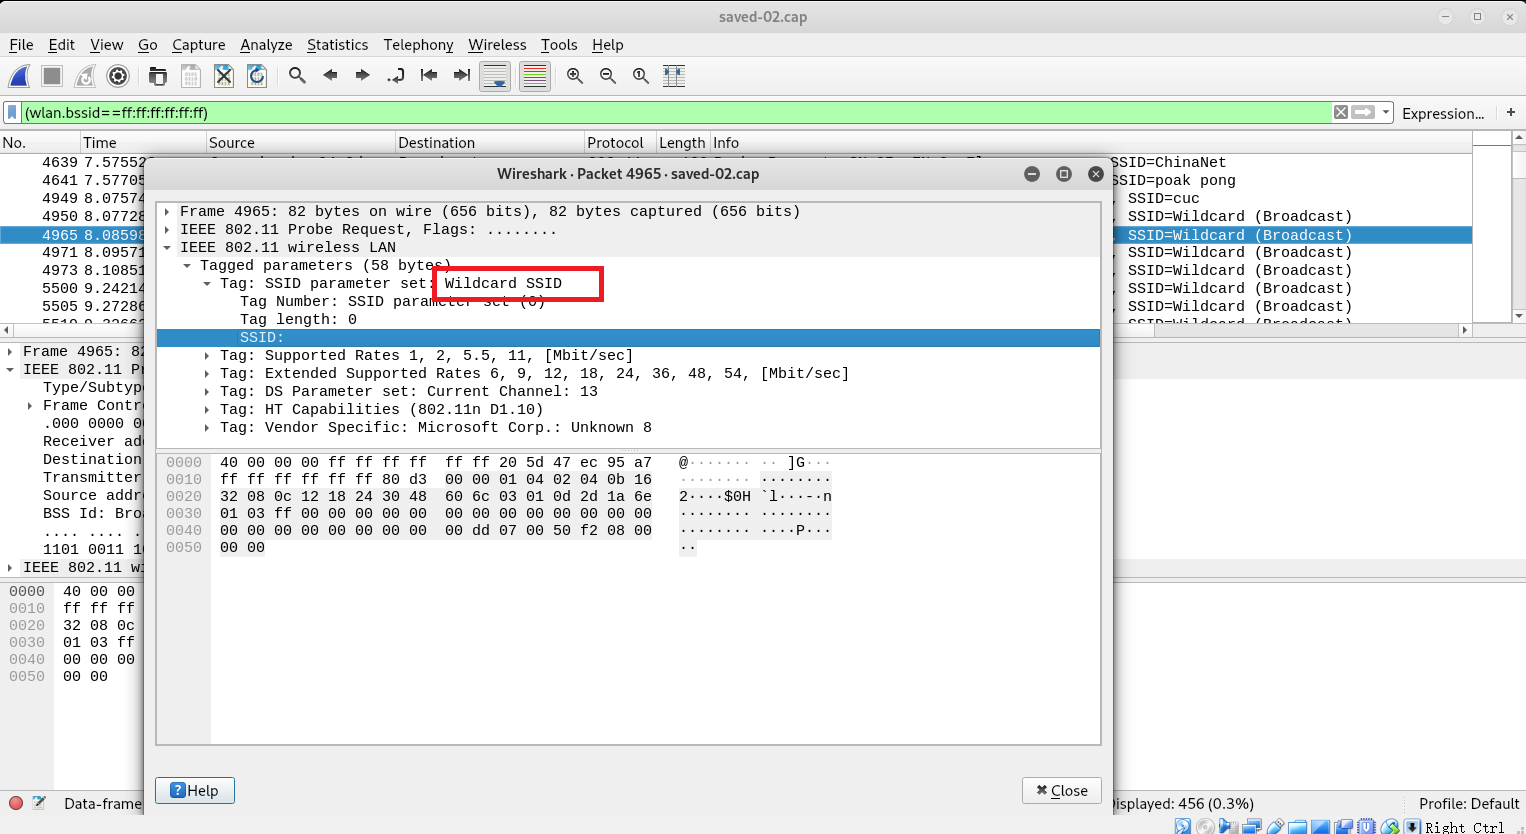 saved-02.cap
File Edit View Go Capture Analyze Statistics Telephony Wireless Tools Help
(wlan.bssid==ff:ff:ff:ff:ff:ff)
Expression... +
No. Time Source Destination Protocol Length Info
4639 7.57552 SSID=ChinaNet
4641 7.57705 SSID=poak pong
4949 8.07574 , SSID=cuc
4950 8.07728 , SSID=Wildcard (Broadcast)
4965 8.08598 , SSID=Wildcard (Broadcast)
4971 8.09571 , SSID=Wildcard (Broadcast)
4973 8.10851 , SSID=Wildcard (Broadcast)
5500 9.24214 , SSID=Wildcard (Broadcast)
5505 9.27286 , SSID=Wildcard (Broadcast)
SSID=Wildcard (Broadcast)
Wireshark · Packet 4965 · saved-02.cap
Frame 4965: 82 bytes on wire (656 bits), 82 bytes captured (656 bits)
IEEE 802.11 Probe Request, Flags: ........
IEEE 802.11 wireless LAN
Tagged parameters (58 bytes)
Tag: SSID parameter set: Wildcard SSID
Tag Number: SSID parameter set (0)
Tag length: 0
SSID:
Tag: Supported Rates 1, 2, 5.5, 11, [Mbit/sec]
Tag: Extended Supported Rates 6, 9, 12, 18, 24, 36, 48, 54, [Mbit/sec]
Tag: DS Parameter set: Current Channel: 13
Tag: HT Capabilities (802.11n D1.10)
Tag: Vendor Specific: Microsoft Corp.: Unknown 8
0000 40 00 00 00 ff ff ff ff ff ff 20 5d 47 ec 95 a7 @······· ·· ]G···
0010 ff ff ff ff ff ff 80 d3 00 00 01 04 02 04 0b 16 ········ ········
0020 32 08 0c 12 18 24 30 48 60 6c 03 01 0d 2d 1a 6e 2····$0H `l···-·n
0030 01 03 ff 00 00 00 00 00 00 00 00 00 00 00 00 00 ········ ········
0040 00 00 00 00 00 00 00 00 00 dd 07 00 50 f2 08 00 ········ ····P···
0050 00 00 ··
Help
Close
Frame 4965: 82
IEEE 802.11 P
Type/Subtyp
Frame Contr
.000 0000 0
Receiver ad
Destination
Transmitter
Source addr
BSS Id: Bro
.... .... .
1101 0011 1
IEEE 802.11 w
0000 40 00 00
0010 ff ff ff
0020 32 08 0c
0030 01 03 ff
0040 00 00 00
0050 00 00
Data-frame
Displayed: 456 (0.3%)
Profile: Default
Right Ctrl